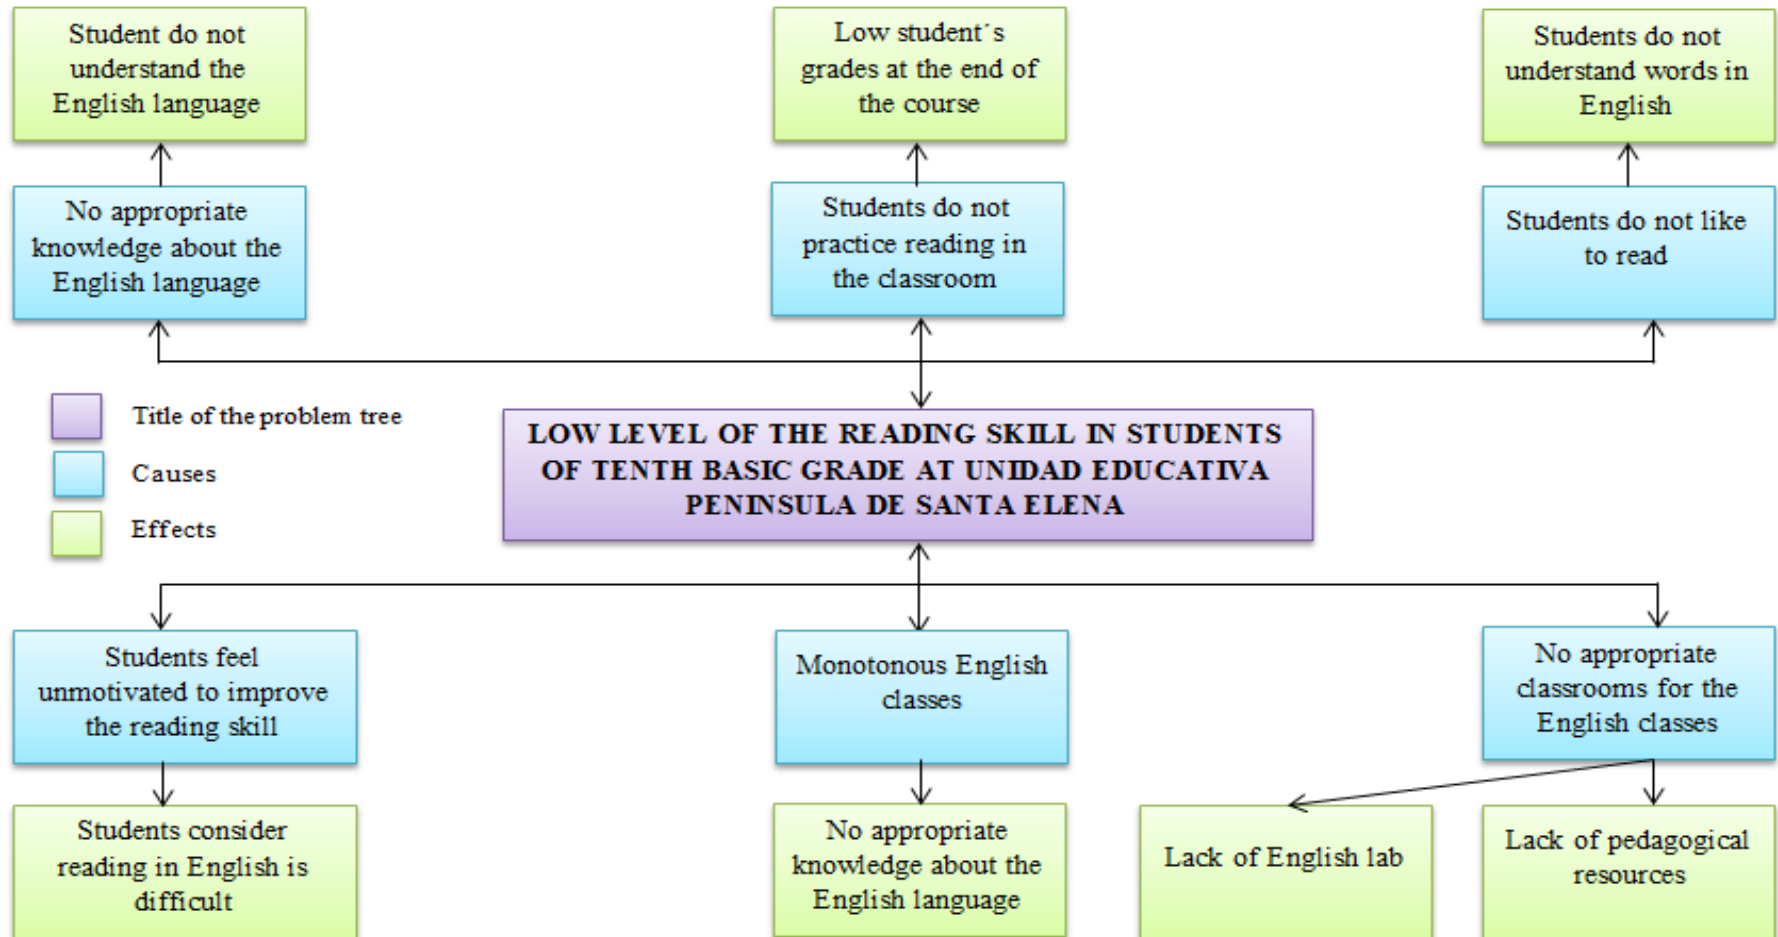 Student do not
understand the
English language
Low student´s
grades at the end of
the course
Students do not
understand words in
English
No appropriate
knowledge about the
English language
Students do not
practice reading in
the classroom
Students do not like
to read
Title of the problem tree
Causes
Effects
LOW LEVEL OF THE READING SKILL IN STUDENTS
OF TENTH BASIC GRADE AT UNIDAD EDUCATIVA
PENINSULA DE SANTA ELENA
Students feel
unmotivated to improve
the reading skill
Monotonous English
classes
No appropriate
classrooms for the
English classes
Students consider
reading in English is
difficult
No appropriate
knowledge about the
English language
Lack of English lab
Lack of pedagogical
resources